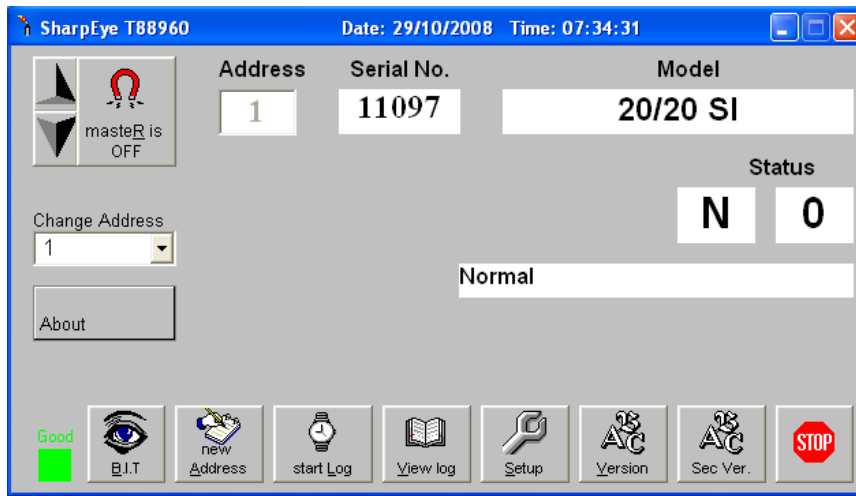 SharpEye T88960 Date: 29/10/2008 Time: 07:34:31
Address Serial No. Model
1 11097 20/20 SI
masteR is
OFF
Status
N 0
Change Address
1
Normal
About
Good
B.I.T
new
Address
start Log
View log
Setup
Version
Sec Ver.
STOP